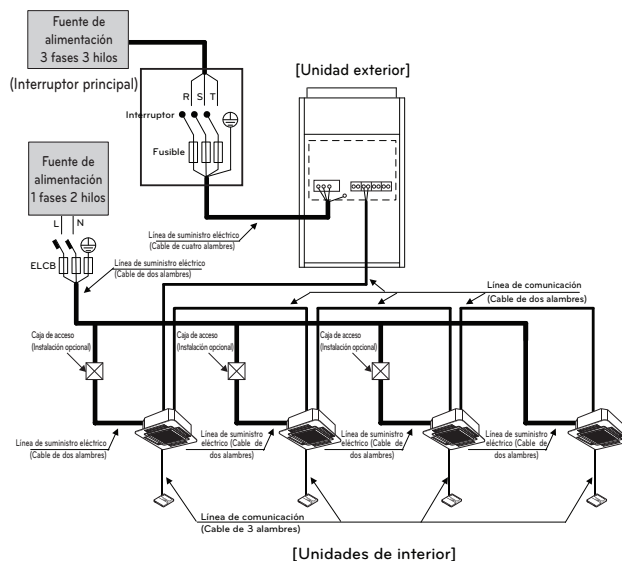 Fuente de
alimentación
3 fases 3 hilos
(Interruptor principal)
[Unidad exterior]
R S T
Interruptor
Fusible
Fuente de
alimentación
1 fases 2 hilos
L N
ELCB
Línea de suministro eléctrico
(Cable de dos alambres)
Línea de suministro eléctrico
(Cable de cuatro alambres)
Línea de comunicación
(Cable de dos alambres)
Caja de acceso
(Instalación opcional)
Caja de acceso
(Instalación opcional)
Caja de acceso
(Instalación opcional)
Línea de suministro eléctrico
(Cable de dos alambres)
Línea de suministro
eléctrico (Cable de
dos alambres)
Línea de suministro
eléctrico (Cable de
dos alambres)
Línea de suministro
eléctrico (Cable de
dos alambres)
Línea de comunicación
(Cable de 3 alambres)
[Unidades de interior]